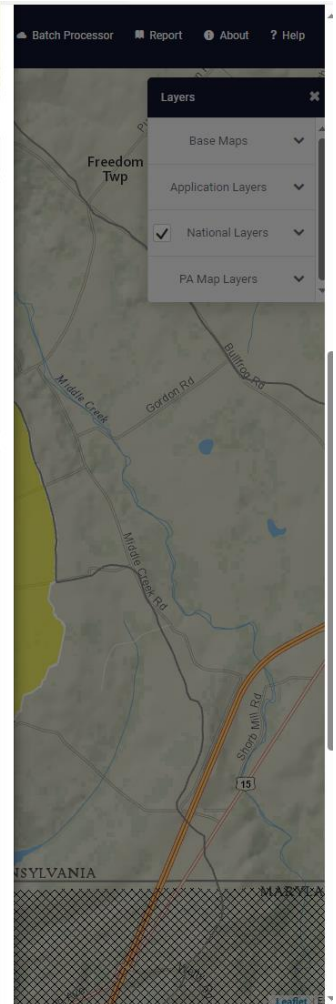 Batch Processor Report About ? Help
Layers
Base Maps
Freedom
Twp
Application Layers
National Layers
PA Map Layers
Bullfrog Rd
Middle Creek
Gordon Rd
Middle Creek Rd
Shorb Mill Rd
15
NSYLVANIA
MARYLA
Leaflet